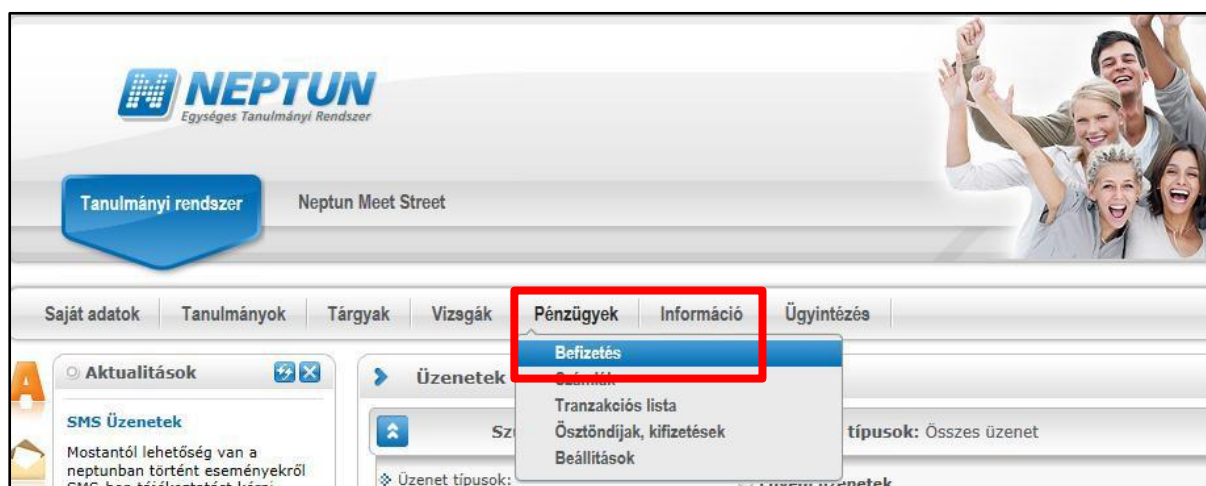 NEPTUN
Egységes Tanulmányi Rendszer
Tanulmányi rendszer
Neptun Meet Street
Saját adatok
Tanulmányok
Tárgyak
Vizsgák
Pénzügyek
Információ
Ügyintézés
Befizetés
Számlák
Tranzakciós lista
Ösztöndíjak, kifizetések
Beállítások
A
Aktualitások
SMS Üzenetek
Mostantól lehetőség van a
neptunban történt eseményekről
Üzenetek
típusok: Összes üzenet
Üzenet típusok: